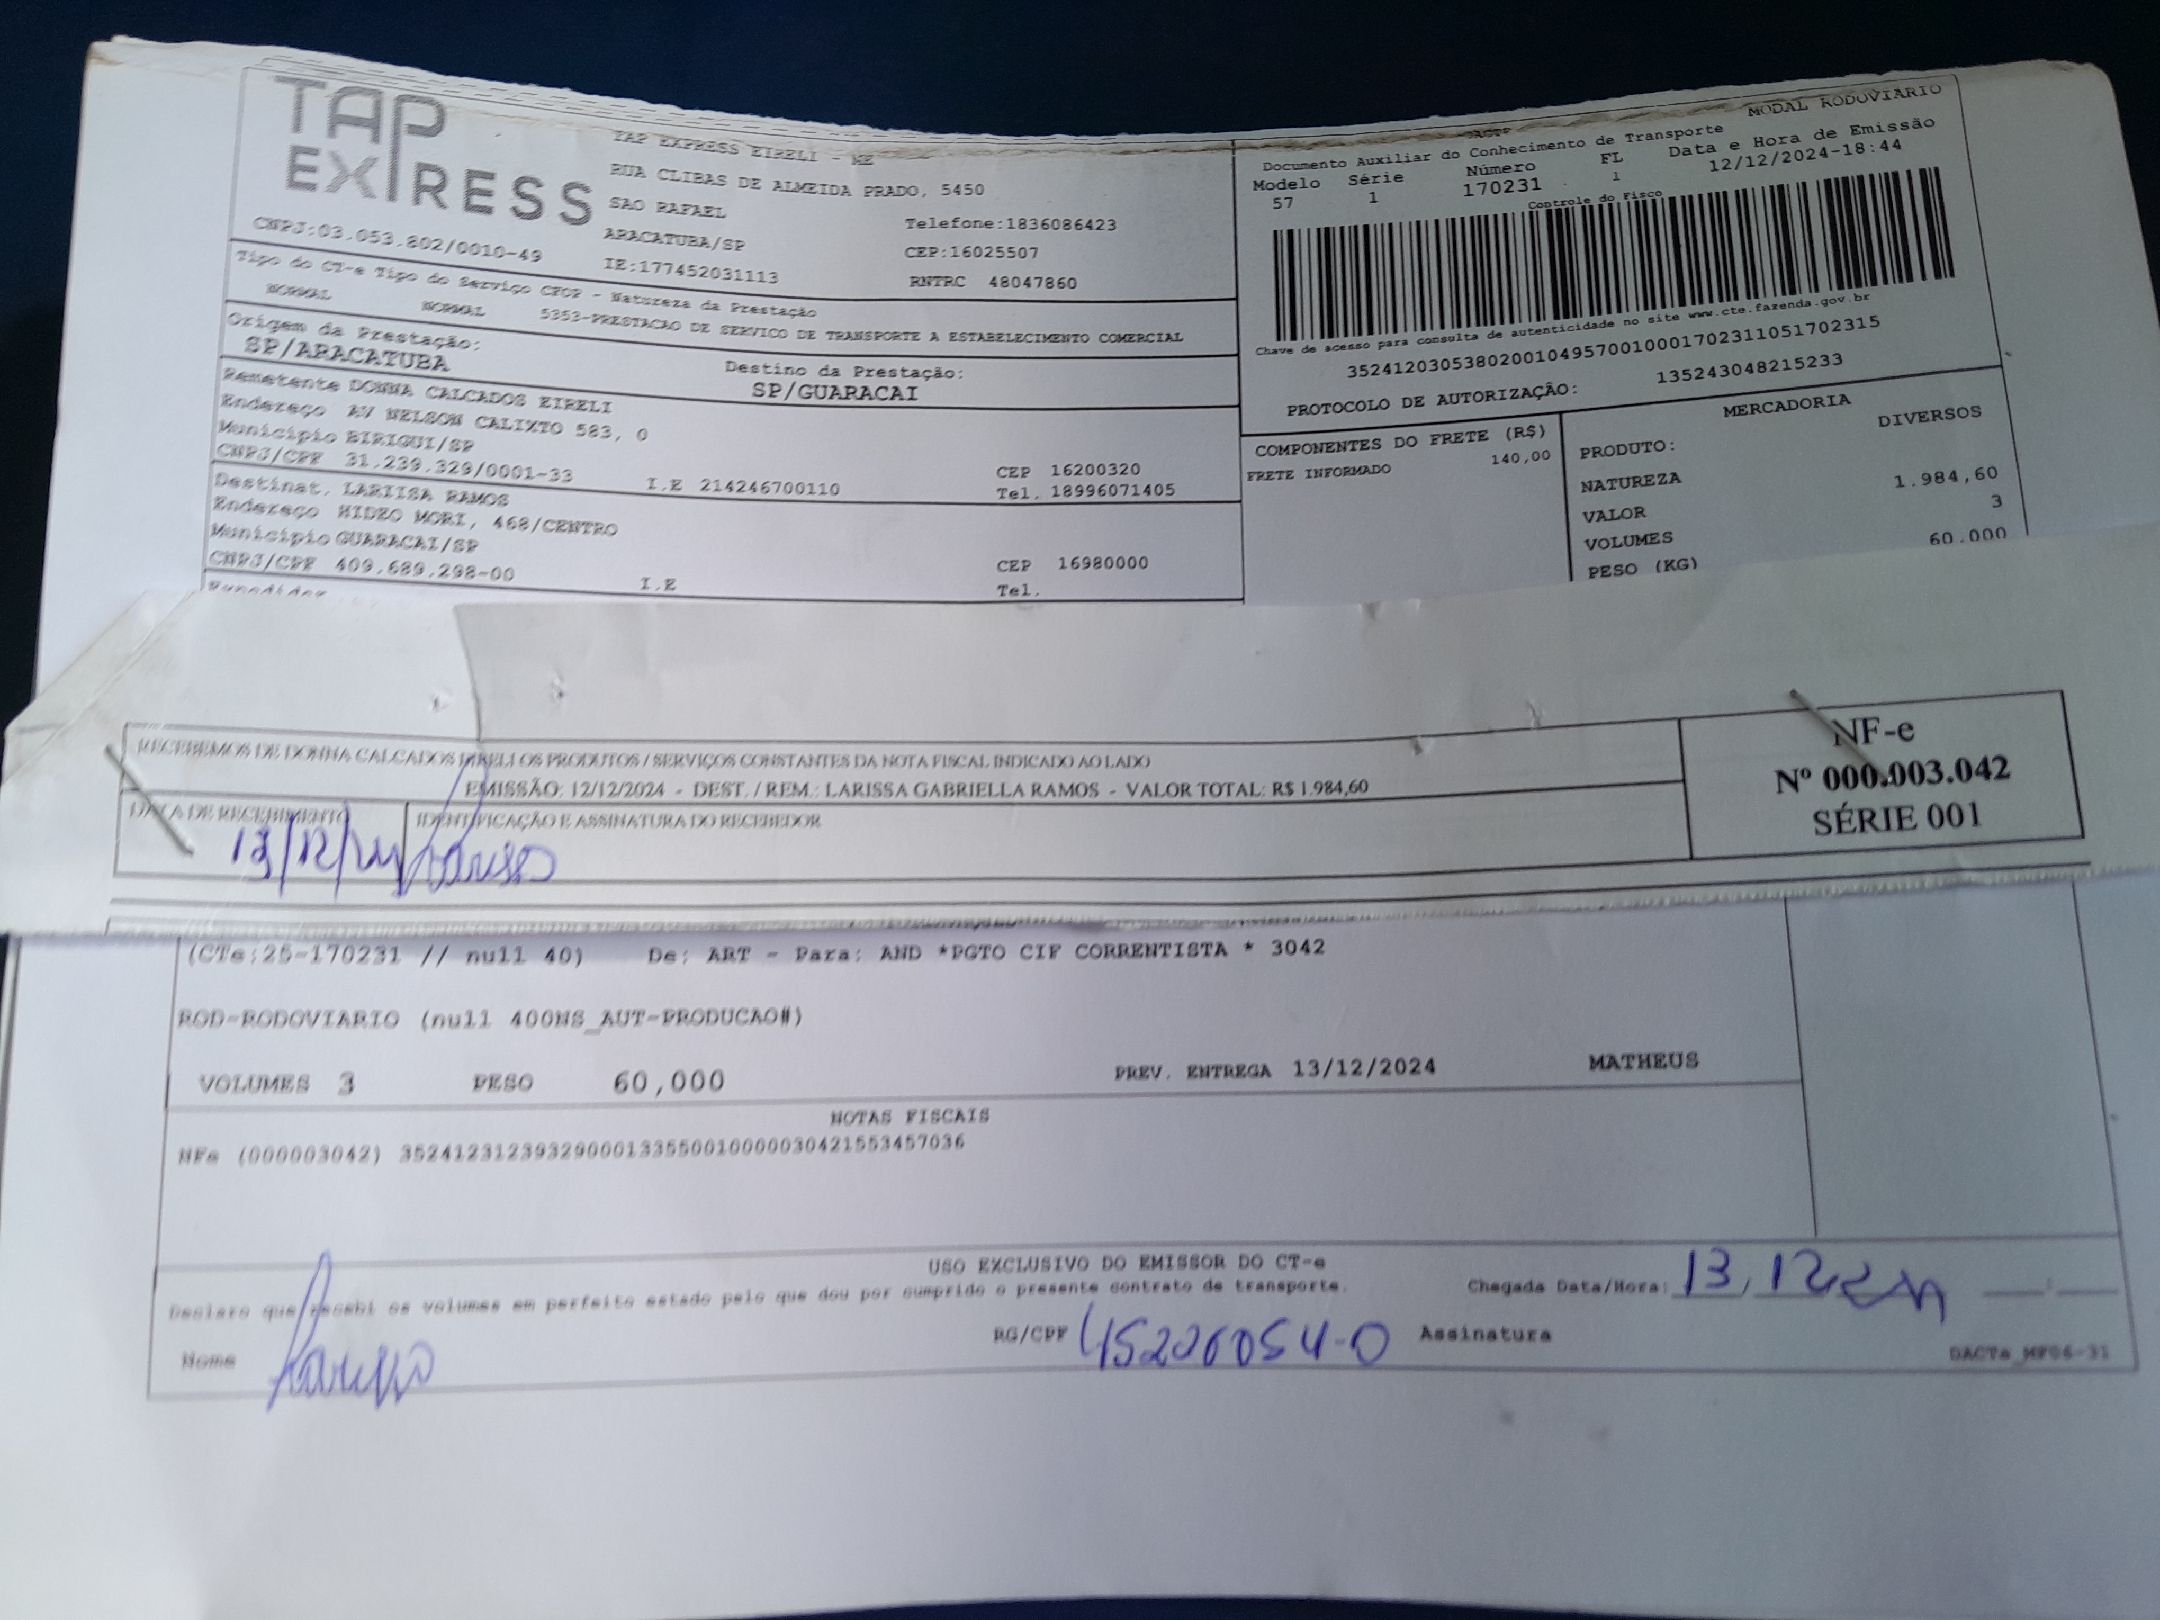 TAP
EXPRESS
TAP EXPRESS EIRELI - ME
RUA CLIBAS DE ALMEIDA PRADO, 5450
SAO RAFAEL
ARACATUBA/SP
Telefone:1836086423
CEP:16025507
CNPJ:03.053.802/0010-49
IE:177452031113
RNTRC 48047860
Tipo do CT-e Tipo do Serviço CFOP - Natureza da Prestação
NORMAL NORMAL 5353-PRESTACAO DE SERVICO DE TRANSPORTE A ESTABELECIMENTO COMERCIAL
Origem da Prestação:
SP/ARACATUBA
Destino da Prestação:
SP/GUARACAI
Remetente DONNA CALCADOS EIRELI
Endereço AV NELSON CALIXTO 583, 0
Município BIRIGUI/SP
CEP 16200320
CNPJ/CPF 31.239.329/0001-33 I.E 214246700110 Tel. 18996071405
Destinat. LARIISA RAMOS
Endereço HIDEO MORI, 468/CENTRO
Município GUARACAI/SP
CEP 16980000
CNPJ/CPF 409.689.298-00 I.E Tel.
Expedidor
DACTE
MODAL RODOVIARIO
Documento Auxiliar do Conhecimento de Transporte
Modelo Série Número FL Data e Hora de Emissão
57 1 170231 1 12/12/2024-18:44
Controle do Fisco
Chave de acesso para consulta de autenticidade no site www.cte.fazenda.gov.br
35241203053802001049570010001702311051702315
PROTOCOLO DE AUTORIZAÇÃO: 135243048215233
COMPONENTES DO FRETE (R$)
FRETE INFORMADO 140,00
MERCADORIA
PRODUTO: DIVERSOS
NATUREZA
VALOR 1.984,60
VOLUMES 3
PESO (KG) 60.000
RECEBEMOS DE DONNA CALCADOS EIRELI OS PRODUTOS / SERVIÇOS CONSTANTES DA NOTA FISCAL INDICADO AO LADO
EMISSÃO: 12/12/2024 - DEST. / REM.: LARISSA GABRIELLA RAMOS - VALOR TOTAL: R$ 1.984,60
DATA DE RECEBIMENTO
IDENTIFICAÇÃO E ASSINATURA DO RECEBEDOR
13/12/24 Larissa
NF-e
Nº 000.003.042
SÉRIE 001
(CTe:25-170231 // null 40) De: ART - Para: AND *PGTO CIF CORRENTISTA * 3042
ROD-RODOVIARIO (null 400NS_AUT-PRODUCAO#)
VOLUMES 3 PESO 60,000 PREV. ENTREGA 13/12/2024 MATHEUS
NOTAS FISCAIS
NFe (000003042) 35241231239329000133550010000030421553457036
USO EXCLUSIVO DO EMISSOR DO CT-e
Declaro que recebi os volumes em perfeito estado pelo que dou por cumprido o presente contrato de transporte.
Chegada Data/Hora: 13, 12 24
Nome Larissa
RG/CPF 45226054-0
Assinatura